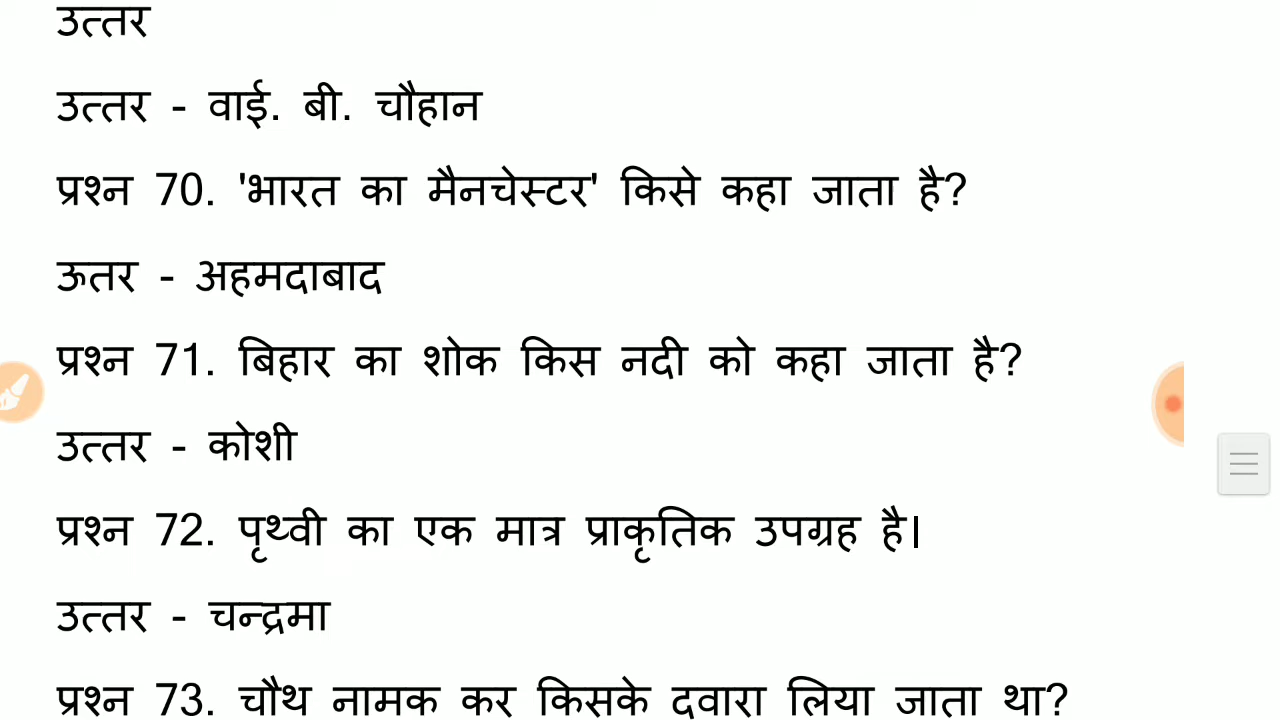 उत्तर
उत्तर - वाई. बी. चौहान
प्रश्न 70. 'भारत का मैनचेस्टर' किसे कहा जाता है?
ऊतर - अहमदाबाद
प्रश्न 71. बिहार का शोक किस नदी को कहा जाता है?
उत्तर - कोशी
प्रश्न 72. पृथ्वी का एक मात्र प्राकृतिक उपग्रह है।
उत्तर - चन्द्रमा
प्रश्न 73. चौथ नामक कर किसके दवारा लिया जाता था?